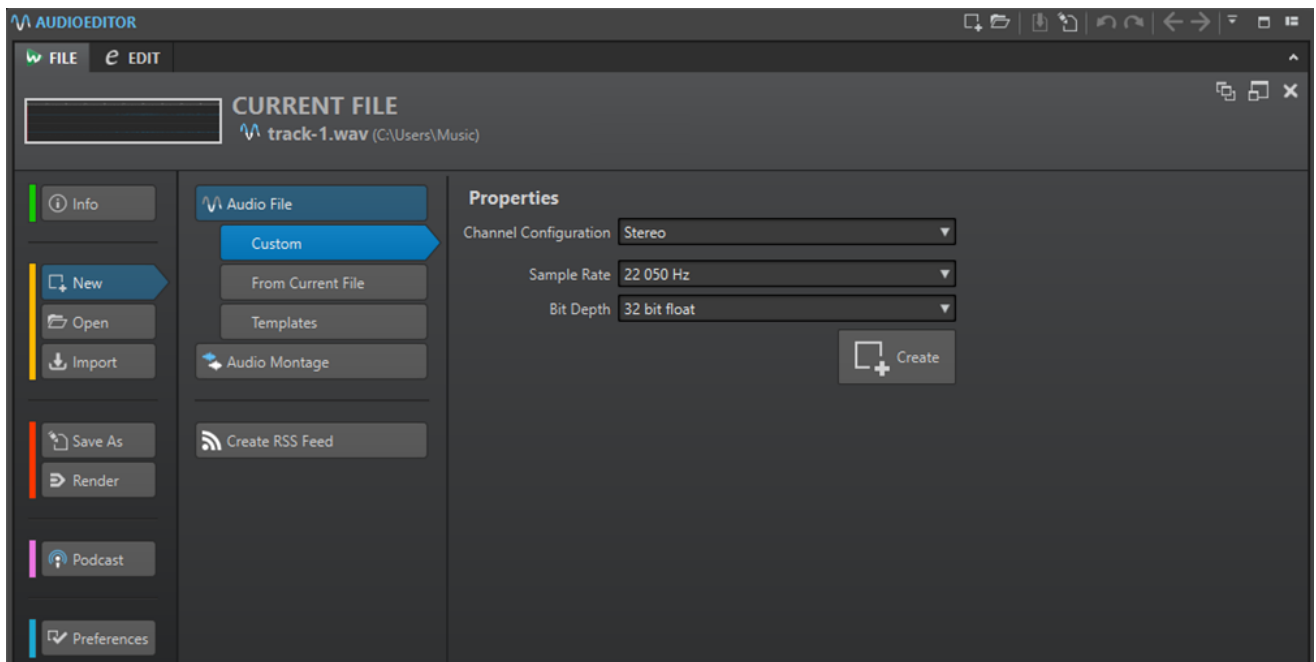 AUDIOEDITOR
FILE
EDIT
CURRENT FILE
track-1.wav (C:\Users\Music)
Info
New
Open
Import
Save As
Render
Podcast
Preferences
Audio File
Custom
From Current File
Templates
Audio Montage
Create RSS Feed
Properties
Channel Configuration Stereo
Sample Rate 22 050 Hz
Bit Depth 32 bit float
Create